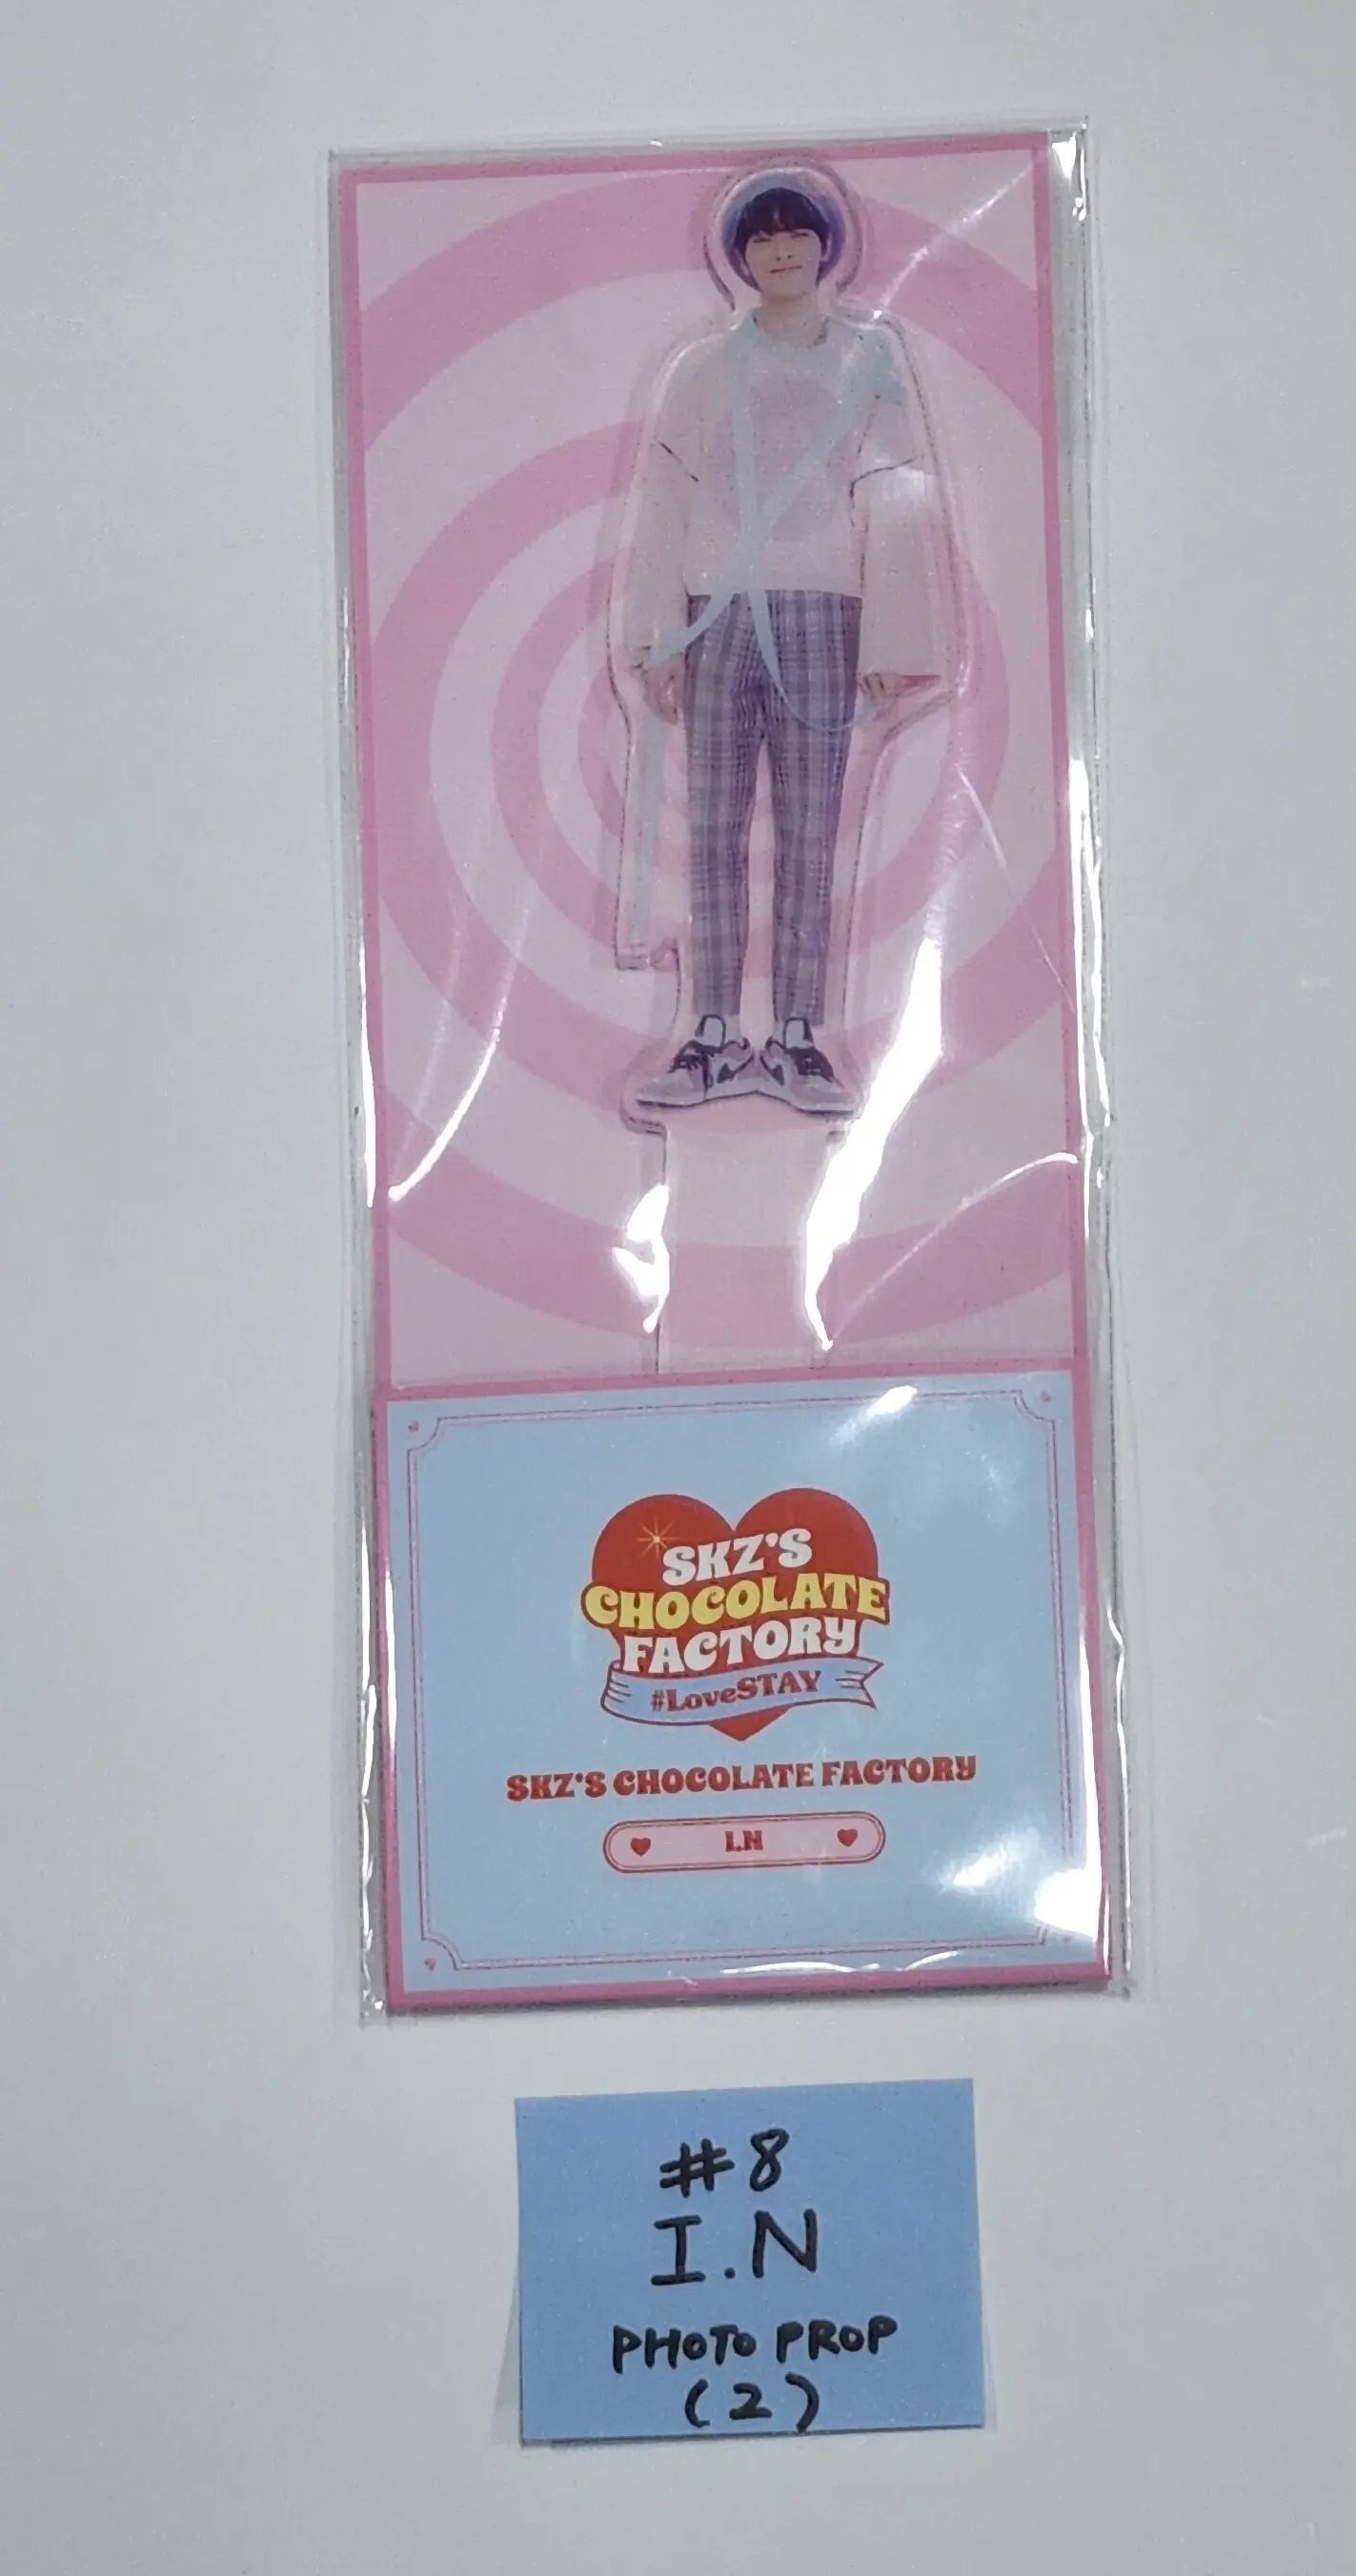 SKZ'S
CHOCOLATE
FACTORY
#LoveSTAY
SKZ'S CHOCOLATE FACTORY
I.N
#8
I.N
PHOTO PROP
(2)